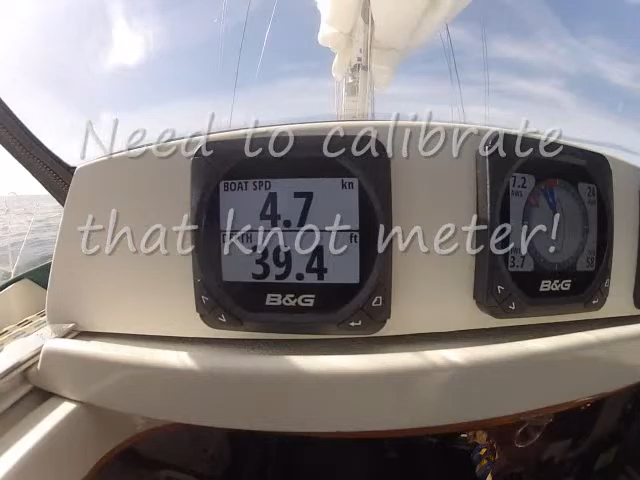 Need to calibrate
that knot meter!
BOAT SPD kn
4.7
ft
39.4
B&G
7.2
3.7
B&G